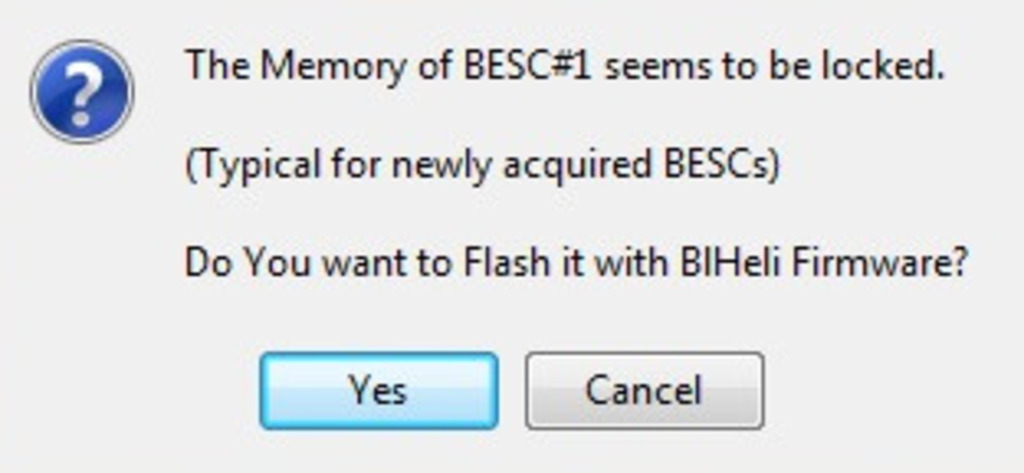 The Memory of BESC#1 seems to be locked.
(Typical for newly acquired BESCs)
Do You want to Flash it with BlHeli Firmware?
Yes
Cancel